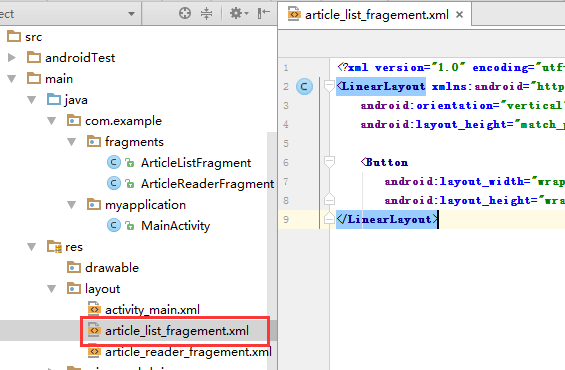 ect
src
androidTest
main
java
com.example
fragments
ArticleListFragment
ArticleReaderFragment
myapplication
MainActivity
res
drawable
layout
activity_main.xml
article_list_fragement.xml
article_reader_fragement.xml
article_list_fragement.xml ×
1 <?xml version="1.0" encoding="utf
2 <LinearLayout xmlns:android="http
3 android:orientation="vertical"
4 android:layout_height="match_p
5
6 <Button
7 android:layout_width="wrap
8 android:layout_height="wra
9 </LinearLayout>